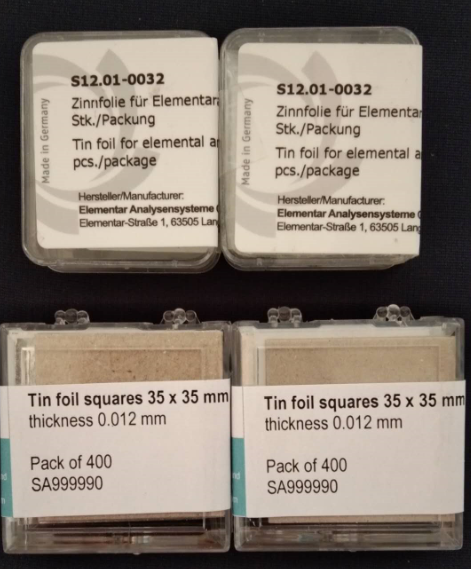 S12.01-0032
Zinnfolie für Elementar
Stk./Packung
Tin foil for elemental a
pcs./package
Made in Germany
Hersteller/Manufacturer:
Elementar Analysensysteme
Elementar-Straße 1, 63505 Lan
S12.01-0032
Zinnfolie für Elementa
Stk./Packung
Tin foil for elemental a
pcs./package
Made in Germany
Hersteller/Manufacturer:
Elementar Analysensysteme
Elementar-Straße 1, 63505 Lang
Tin foil squares 35 x 35 mm
thickness 0.012 mm
Pack of 400
SA999990
Tin foil squares 35 x 35 mm
thickness 0.012 mm
Pack of 400
SA999990